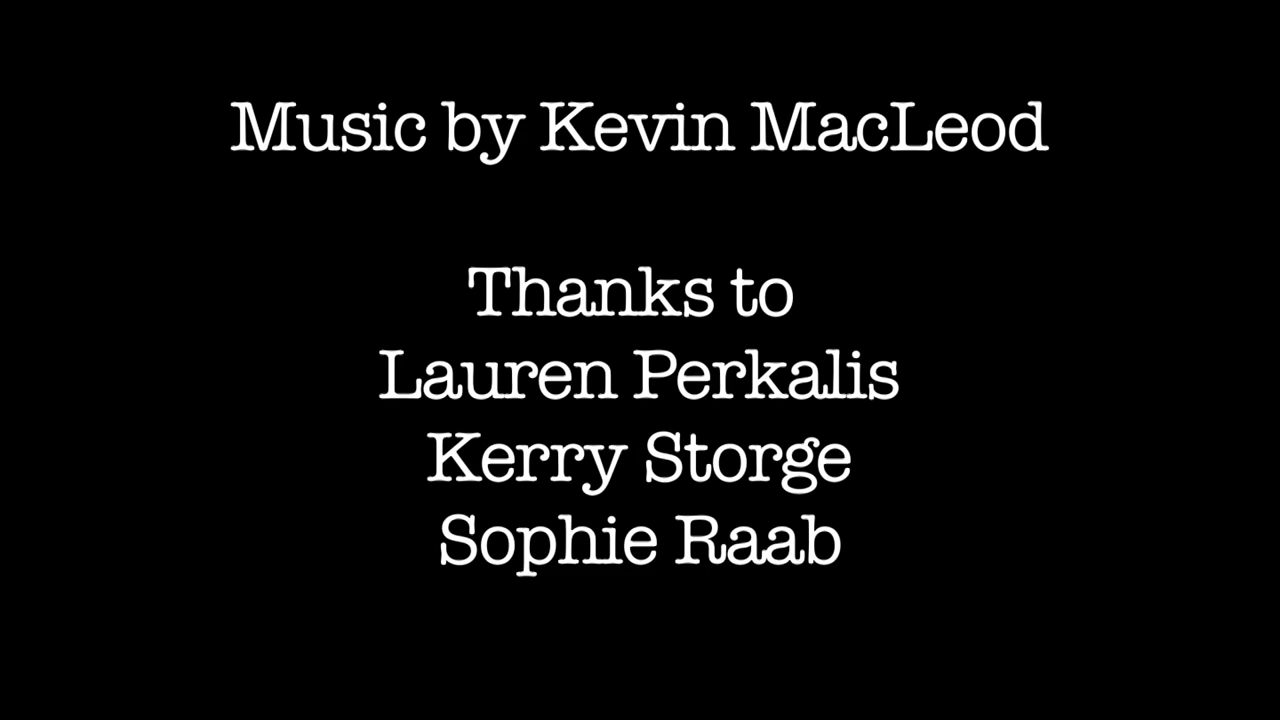 Music by Kevin MacLeod
Thanks to
Lauren Perkalis
Kerry Storge
Sophie Raab